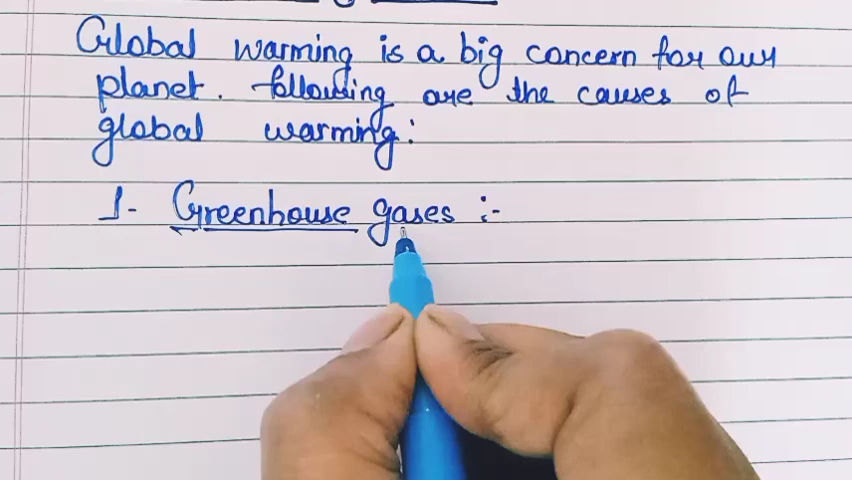 Global warming is a big concern for our
planet. following are the causes of
global warming:
1- Greenhouse gases :-